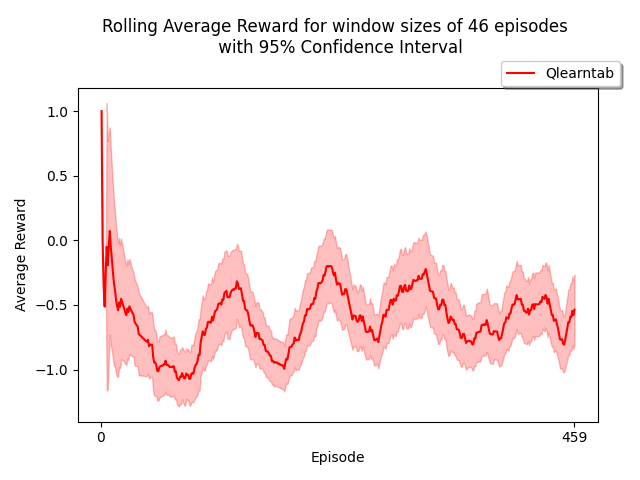 Rolling Average Reward for window sizes of 46 episodes
with 95% Confidence Interval
Qlearntab
1.0
0.5
0.0
−0.5
−1.0
Average Reward
0
459
Episode